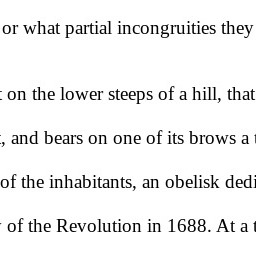 or what partial incongruities they
on the lower steeps of a hill, that
, and bears on one of its brows a
of the inhabitants, an obelisk
of the Revolution in 1688. At a